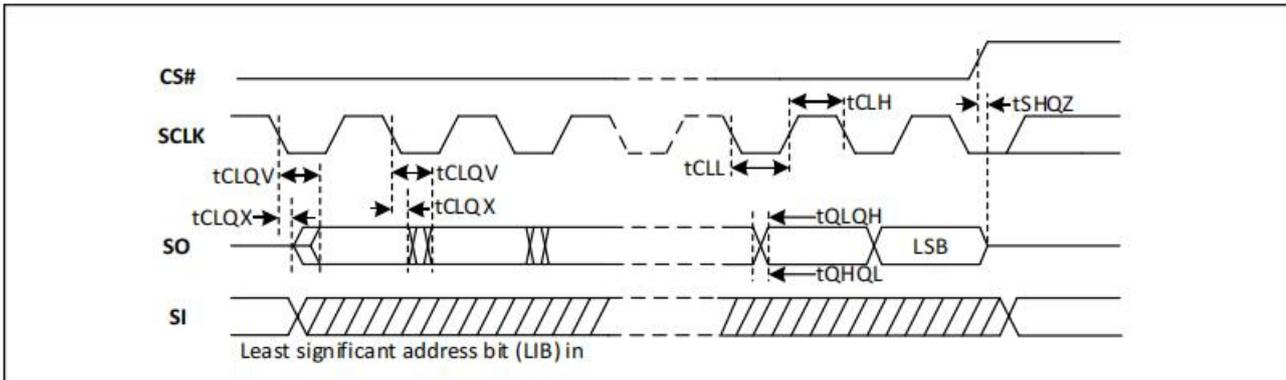 CS#
tCLH
tSHQZ
SCLK
tCLQV
tCLQV
tCLL
tCLQX
tCLQX
tQLQH
SO
LSB
tQHQL
SI
Least significant address bit (LIB) in